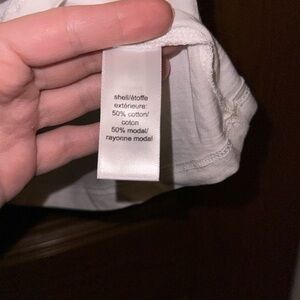 shell/étoffe
extérieure:
50% cotton/
coton
50% modal/
rayonne modal